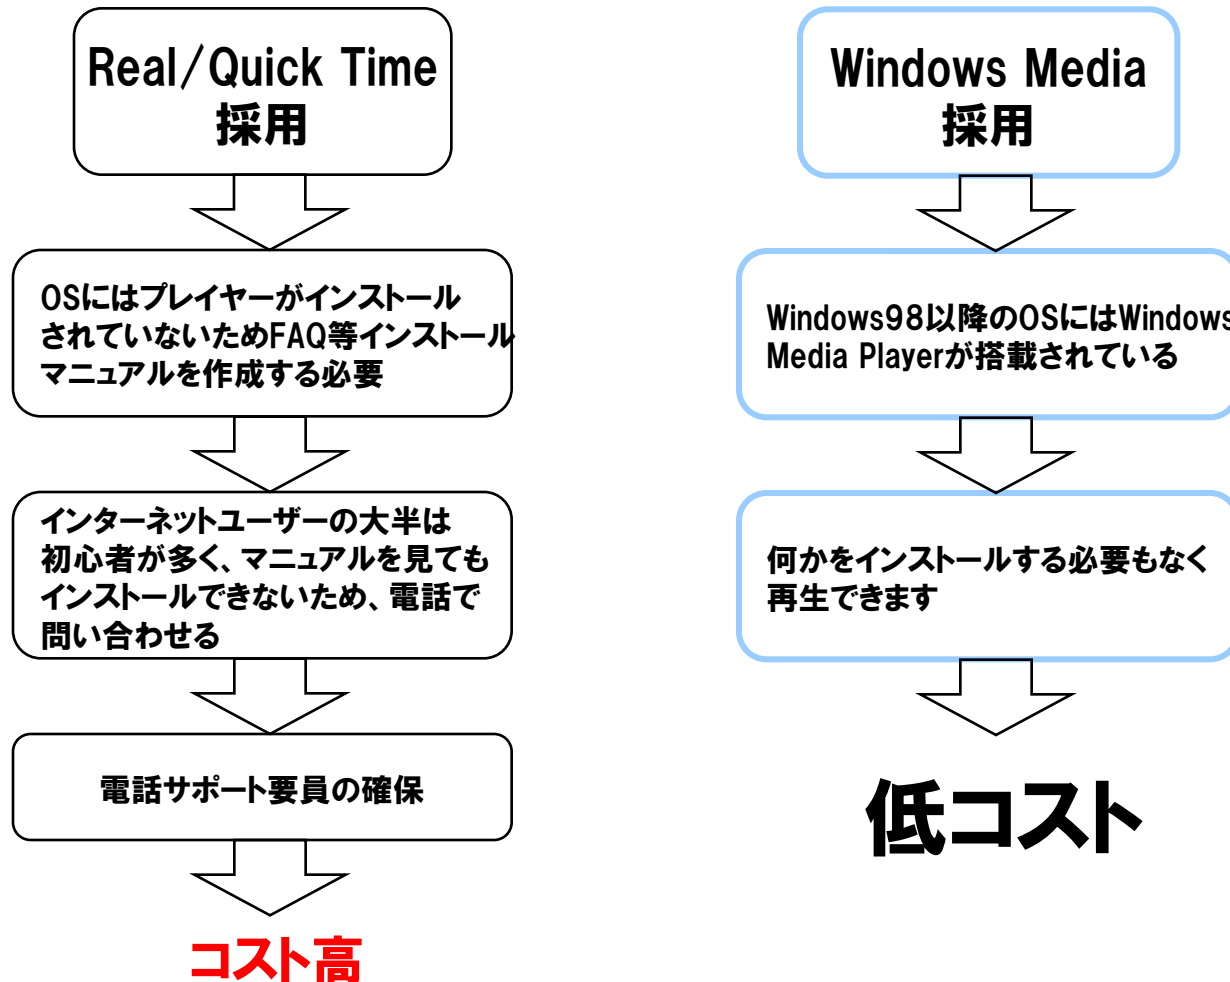 Real/Quick Time
採用
OSにはプレイヤーがインストール
されていないためFAQ等インストール
マニュアルを作成する必要
インターネットユーザーの大半は
初心者が多く、マニュアルを見ても
インストールできないため、電話で
問い合わせる
電話サポート要員の確保
コスト高
Windows Media
採用
Windows98以降のOSにはWindows
Media Playerが搭載されている
何かをインストールする必要もなく
再生できます
低コスト